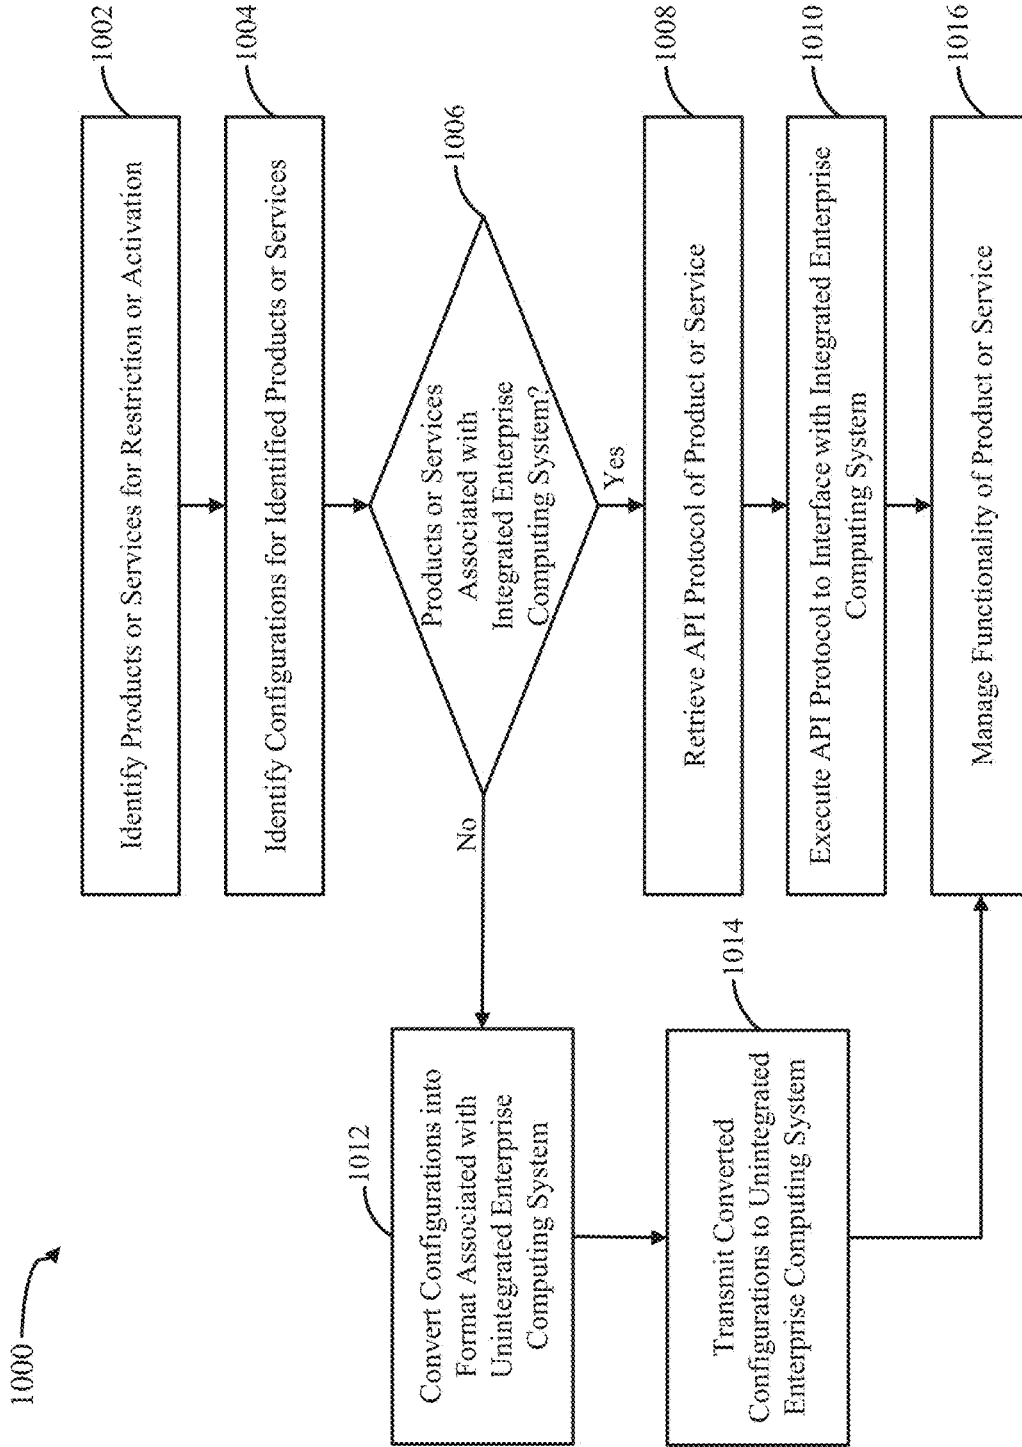 1000
Identify Products or Services for Restriction or Activation
1002
Identify Configurations for Identified Products or Services
1004
Products or Services
Associated with
Integrated Enterprise
Computing System?
1006
No
Yes
Retrieve API Protocol of Product or Service
1008
Execute API Protocol to Interface with Integrated Enterprise
Computing System
1010
Convert Configurations into
Format Associated with
Unintegrated Enterprise
Computing System
1012
Transmit Converted
Configurations to Unintegrated
Enterprise Computing System
1014
Manage Functionality of Product or Service
1016